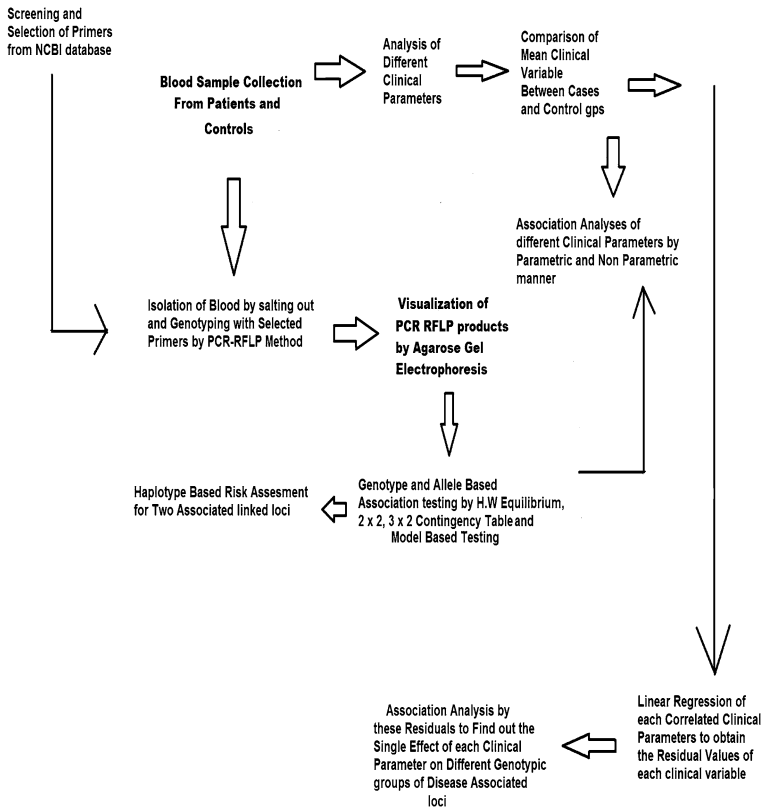 Screening and
Selection of Primers
from NCBI database
Blood Sample Collection
From Patients and
Controls
Analysis of
Different
Clinical
Parameters
Comparison of
Mean Clinical
Variable
Between Cases
and Control gps
Association Analyses of
different Clinical Parameters by
Parametric and Non Parametric
manner
Isolation of Blood by salting out
and Genotyping with Selected
Primers by PCR-RFLP Method
Visualization of
PCR RFLP products
by Agarose Gel
Electrophoresis
Haplotype Based Risk Assesment
for Two Associated linked loci
Genotype and Allele Based
Association testing by H.W Equilibrium,
2 x 2, 3 x 2 Contingency Table and
Model Based Testing
Linear Regression of
each Correlated Clinical
Parameters to obtain
the Residual Values of
each clinical variable
Association Analysis by
these Residuals to Find out the
Single Effect of each Clinical
Parameter on Different Genotypic
groups of Disease Associated
loci